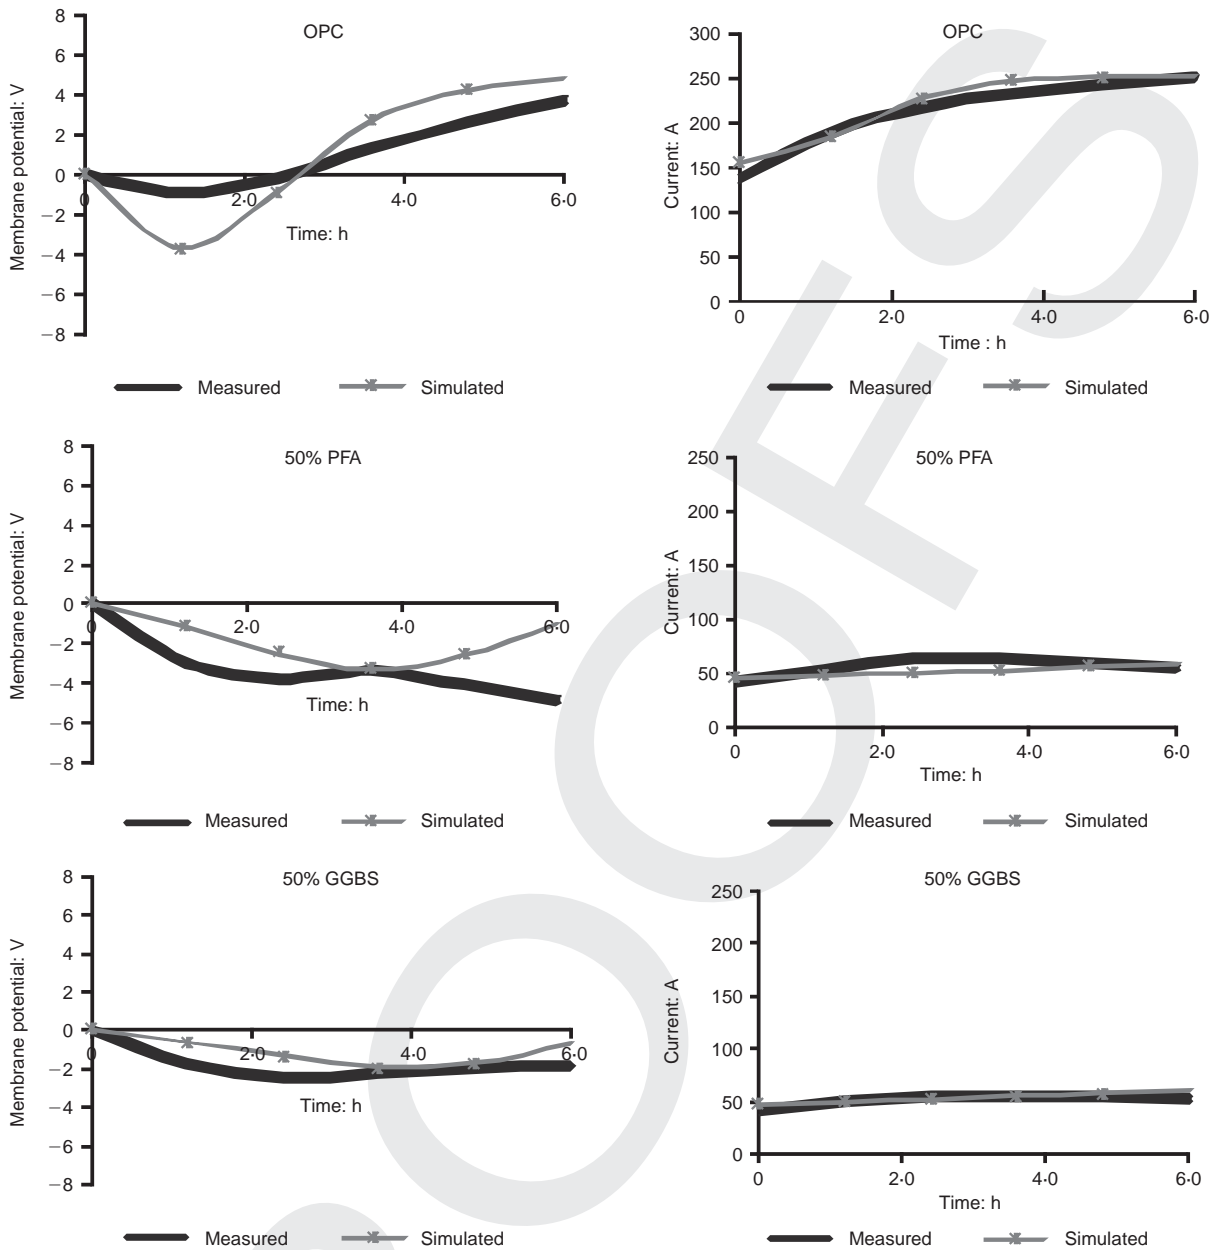 OPC
Membrane potential: V
8
6
4
2
0
−2
−4
−6
−8
0 2·0 4·0 6·0
Time: h
Measured Simulated
OPC
Current: A
300
250
200
150
100
50
0
0 2·0 4·0 6·0
Time : h
Measured Simulated
50% PFA
Membrane potential: V
8
6
4
2
0
−2
−4
−6
−8
0 2·0 4·0 6·0
Time: h
Measured Simulated
50% PFA
Current: A
250
200
150
100
50
0
0 2·0 4·0 6·0
Time: h
Measured Simulated
50% GGBS
Membrane potential: V
8
6
4
2
0
−2
−4
−6
−8
0 2·0 4·0 6·0
Time: h
Measured Simulated
50% GGBS
Current: A
250
200
150
100
50
0
0 2·0 4·0 6·0
Time: h
Measured Simulated
OOFS